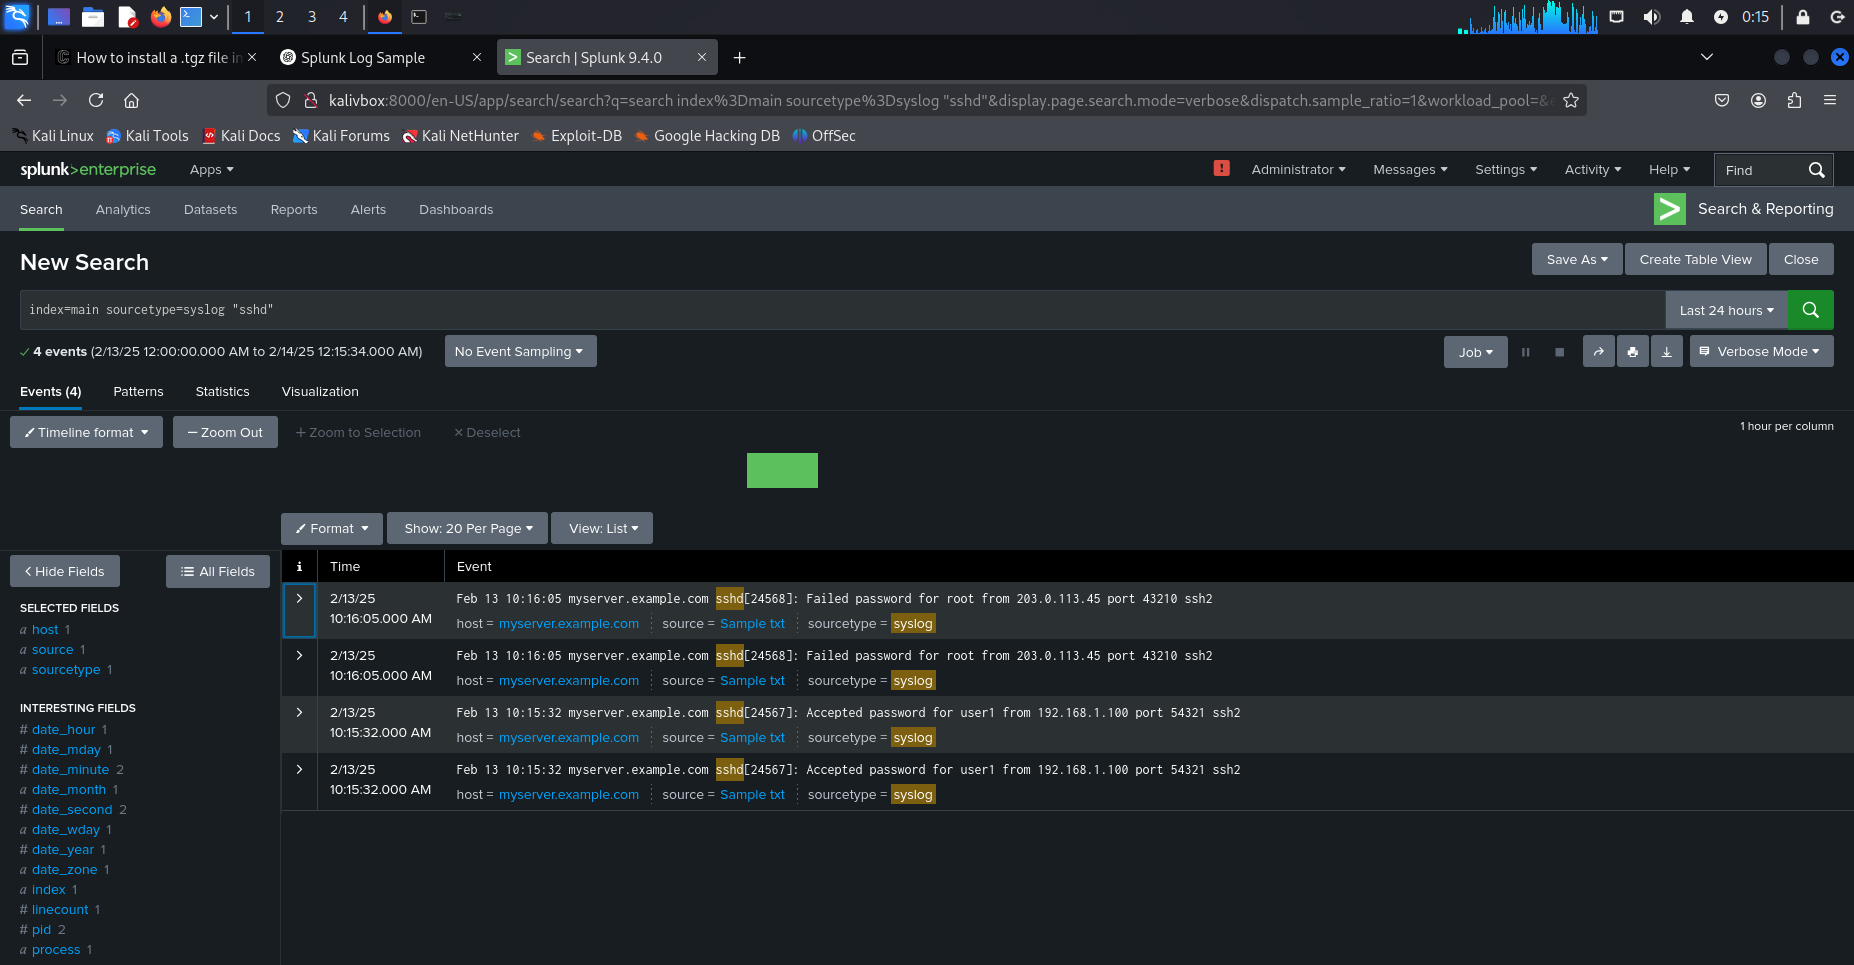 1 2 3 4 0:15
How to install a .tgz file in Splunk Log Sample Search | Splunk 9.4.0
kalivbox:8000/en-US/app/search/search?q=search index%3Dmain sourcetype%3Dsyslog "sshd"&display.page.search.mode=verbose&dispatch.sample_ratio=1&workload_pool=&
Kali Linux Kali Tools Kali Docs Kali Forums Kali NetHunter Exploit-DB Google Hacking DB OffSec
splunk>enterprise Apps ! Administrator Messages Settings Activity Help Find
Search Analytics Datasets Reports Alerts Dashboards > Search & Reporting
New Search Save As Create Table View Close
index=main sourcetype=syslog "sshd" Last 24 hours
✓ 4 events (2/13/25 12:00:00.000 AM to 2/14/25 12:15:34.000 AM) No Event Sampling Job Verbose Mode
Events (4) Patterns Statistics Visualization
Timeline format — Zoom Out + Zoom to Selection × Deselect 1 hour per column
Format Show: 20 Per Page View: List
< Hide Fields All Fields
SELECTED FIELDS
a host 1
a source 1
a sourcetype 1
INTERESTING FIELDS
# date_hour 1
# date_mday 1
# date_minute 2
a date_month 1
# date_second 2
a date_wday 1
# date_year 1
a date_zone 1
a index 1
# linecount 1
# pid 2
a process 1
i Time Event
> 2/13/25 Feb 13 10:16:05 myserver.example.com sshd[24568]: Failed password for root from 203.0.113.45 port 43210 ssh2
10:16:05.000 AM host = myserver.example.com source = Sample txt sourcetype = syslog
> 2/13/25 Feb 13 10:16:05 myserver.example.com sshd[24568]: Failed password for root from 203.0.113.45 port 43210 ssh2
10:16:05.000 AM host = myserver.example.com source = Sample txt sourcetype = syslog
> 2/13/25 Feb 13 10:15:32 myserver.example.com sshd[24567]: Accepted password for user1 from 192.168.1.100 port 54321 ssh2
10:15:32.000 AM host = myserver.example.com source = Sample txt sourcetype = syslog
> 2/13/25 Feb 13 10:15:32 myserver.example.com sshd[24567]: Accepted password for user1 from 192.168.1.100 port 54321 ssh2
10:15:32.000 AM host = myserver.example.com source = Sample txt sourcetype = syslog